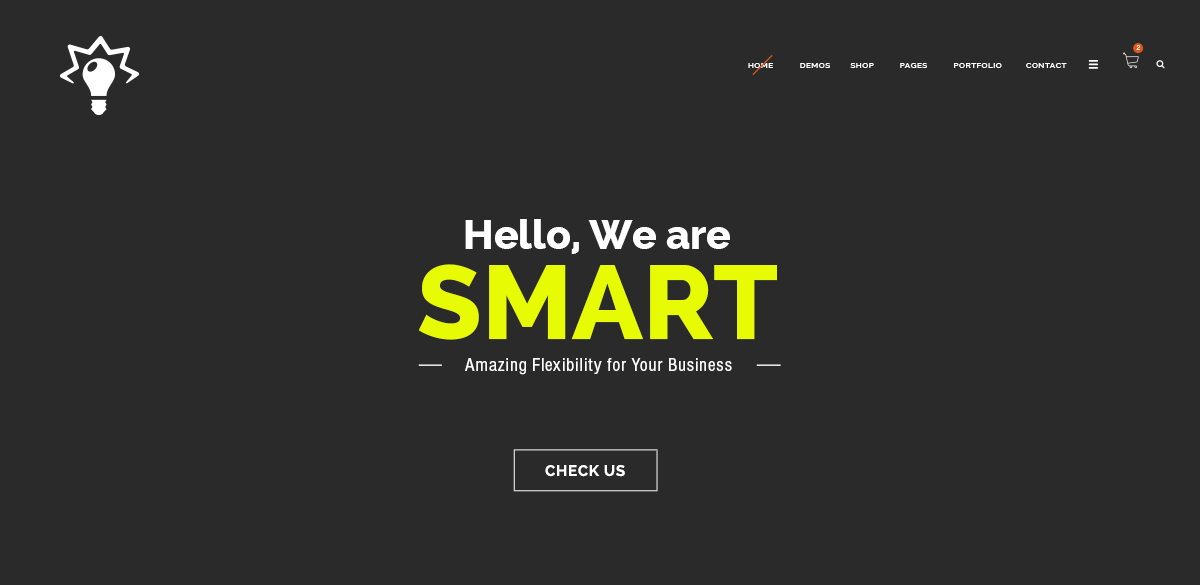 HOME DEMOS SHOP PAGES PORTFOLIO CONTACT 2
Hello, We are
SMART
Amazing Flexibility for Your Business
CHECK US